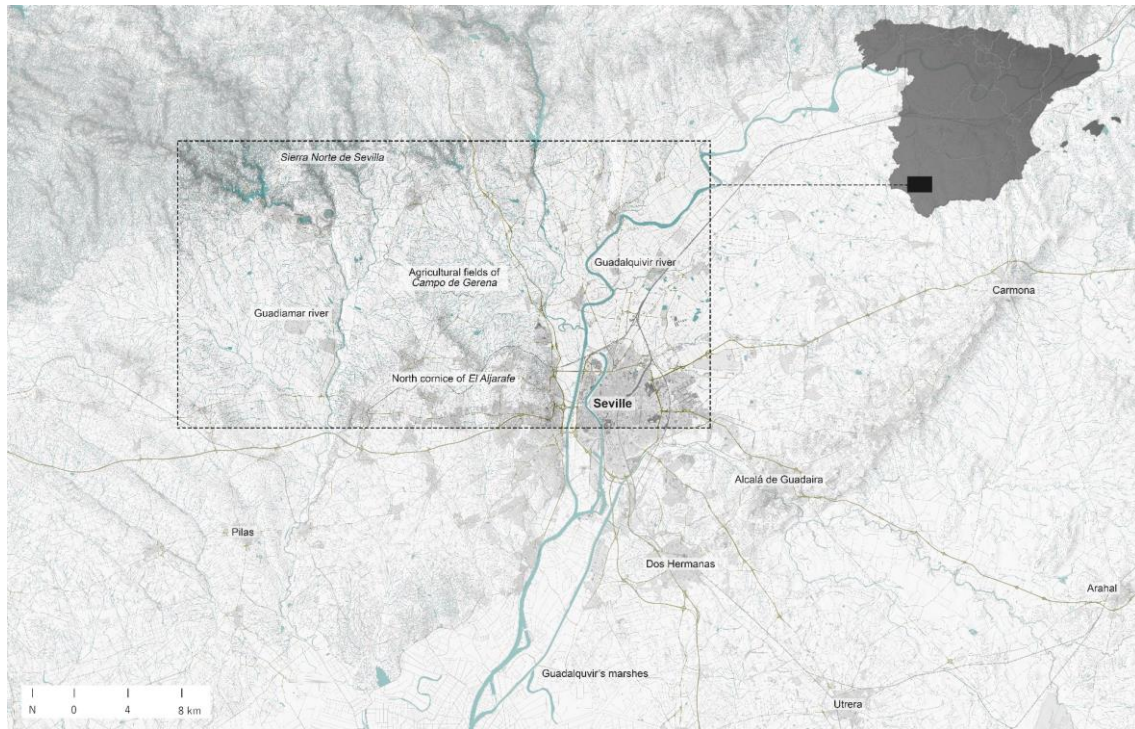 Sierra Norte de Sevilla
Guadalquivir river
Agricultural fields of
Campo de Gerena
Carmona
Guadiamar river
North cornice of El Aljarafe
Seville
Alcalá de Guadaira
Pilas
Dos Hermanas
Arahal
Guadalquvir's marshes
Utrera
N 0 4 8 km